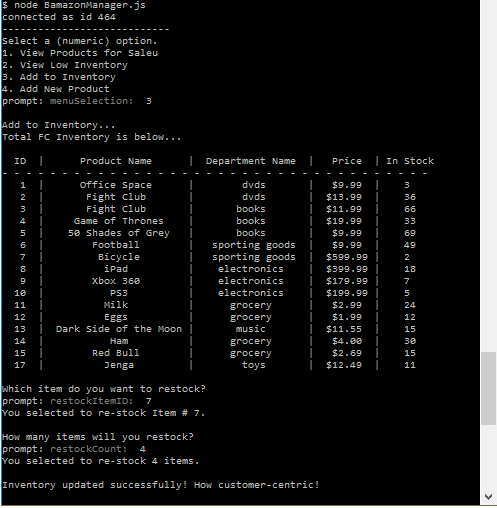 $ node BamazonManager.js
connected as id 464
---------------------------
Select a (numeric) option.
1. View Products for Saleu
2. View Low Inventory
3. Add to Inventory
4. Add New Product
prompt: menuSelection:  3
Add to Inventory...
Total FC Inventory is below...
ID | Product Name | Department Name | Price | In Stock
- - - - - - - - - - - - - - - - - - - - - - - - - - - - - - - - - - - -
1 | Office Space | dvds | $9.99 | 3
2 | Fight Club | dvds | $13.99 | 36
3 | Fight Club | books | $11.99 | 66
4 | Game of Thrones | books | $19.99 | 33
5 | 50 Shades of Grey | books | $9.99 | 69
6 | Football | sporting goods | $9.99 | 49
7 | Bicycle | sporting goods | $599.99 | 2
8 | iPad | electronics | $399.99 | 18
9 | Xbox 360 | electronics | $179.99 | 7
10 | PS3 | electronics | $199.99 | 5
11 | Milk | grocery | $2.99 | 24
12 | Eggs | grocery | $1.99 | 12
13 | Dark Side of the Moon | music | $11.55 | 15
14 | Ham | grocery | $4.00 | 30
15 | Red Bull | grocery | $2.69 | 15
17 | Jenga | toys | $12.49 | 11
Which item do you want to restock?
prompt: restockItemID:  7
You selected to re-stock Item # 7.
How many items will you restock?
prompt: restockCount:  4
You selected to re-stock 4 items.
Inventory updated successfully! How customer-centric!